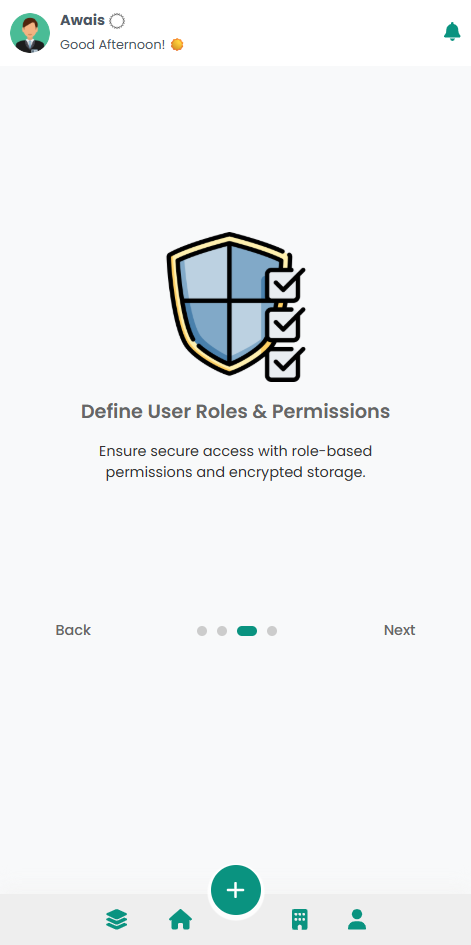 Awais
Good Afternoon!
Define User Roles & Permissions
Ensure secure access with role-based
permissions and encrypted storage.
Back
Next